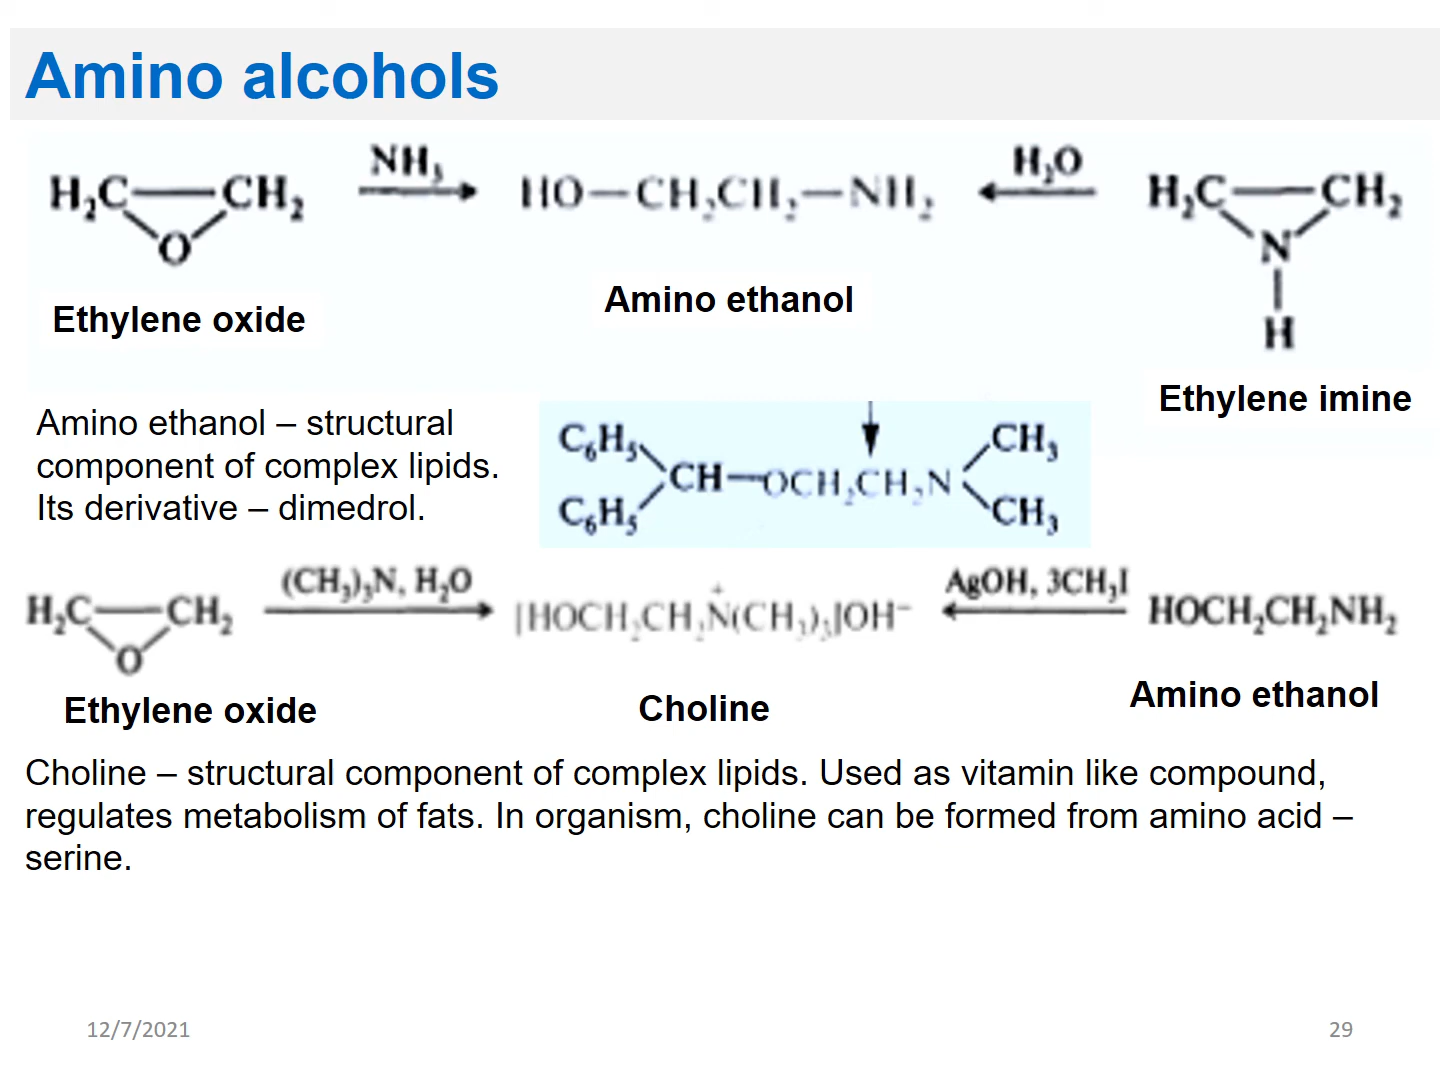 Amino alcohols
H₂C—CH₂
O
NH₃
HO—CH₂CH₂—NH₂
H₂O
H₂C—CH₂
N
H
Ethylene oxide
Amino ethanol
Ethylene imine
Amino ethanol – structural
component of complex lipids.
Its derivative – dimedrol.
C₆H₅
C₆H₅
CH—OCH₂CH₂N
CH₃
CH₃
H₂C—CH₂
O
(CH₃)₃N, H₂O
[HOCH₂CH₂N⁺(CH₃)₃]OH⁻
AgOH, 3CH₃I
HOCH₂CH₂NH₂
Ethylene oxide
Choline
Amino ethanol
Choline – structural component of complex lipids. Used as vitamin like compound,
regulates metabolism of fats. In organism, choline can be formed from amino acid –
serine.
12/7/2021
29